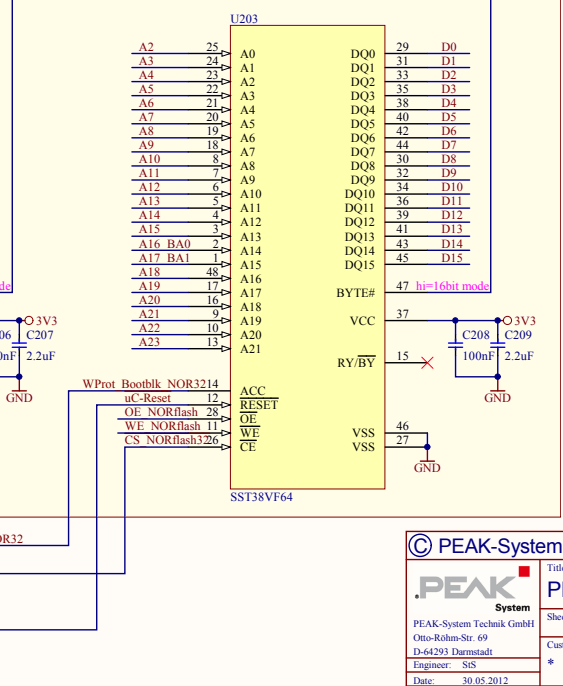 U203
A2 25 A0 DQ0 29 D0
A3 24 A1 DQ1 31 D1
A4 23 A2 DQ2 33 D2
A5 22 A3 DQ3 35 D3
A6 21 A4 DQ4 38 D4
A7 20 A5 DQ5 40 D5
A8 19 A6 DQ6 42 D6
A9 18 A7 DQ7 44 D7
A10 8 A8 DQ8 30 D8
A11 7 A9 DQ9 32 D9
A12 6 A10 DQ10 34 D10
A13 5 A11 DQ11 36 D11
A14 4 A12 DQ12 39 D12
A15 3 A13 DQ13 41 D13
A16 BA0 2 A14 DQ14 43 D14
A17 BA1 1 A15 DQ15 45 D15
A18 48 A16
de A19 17 A17 BYTE# 47 hi=16bit mode
A20 16 A18
3V3 A21 9 A19 VCC 37 3V3
06 C207 A22 10 A20 C208 C209
0nF 2.2uF A23 13 A21 100nF 2.2uF
RY/BY 15
GND GND
WProt_Bootblk_NOR32 14 ACC
uC-Reset 12 RESET
OE_NORflash 28 OE
WE_NORflash 11 WE VSS 46
CS_NORflash32 26 CE VSS 27
GND
SST38VF64
OR32
© PEAK-System
Titl
PEAK
System
P
PEAK-System Technik GmbH
Otto-Röhm-Str. 69
D-64293 Darmstadt
Shee
Cust
*
Engineer: StS
Date: 30.05.2012